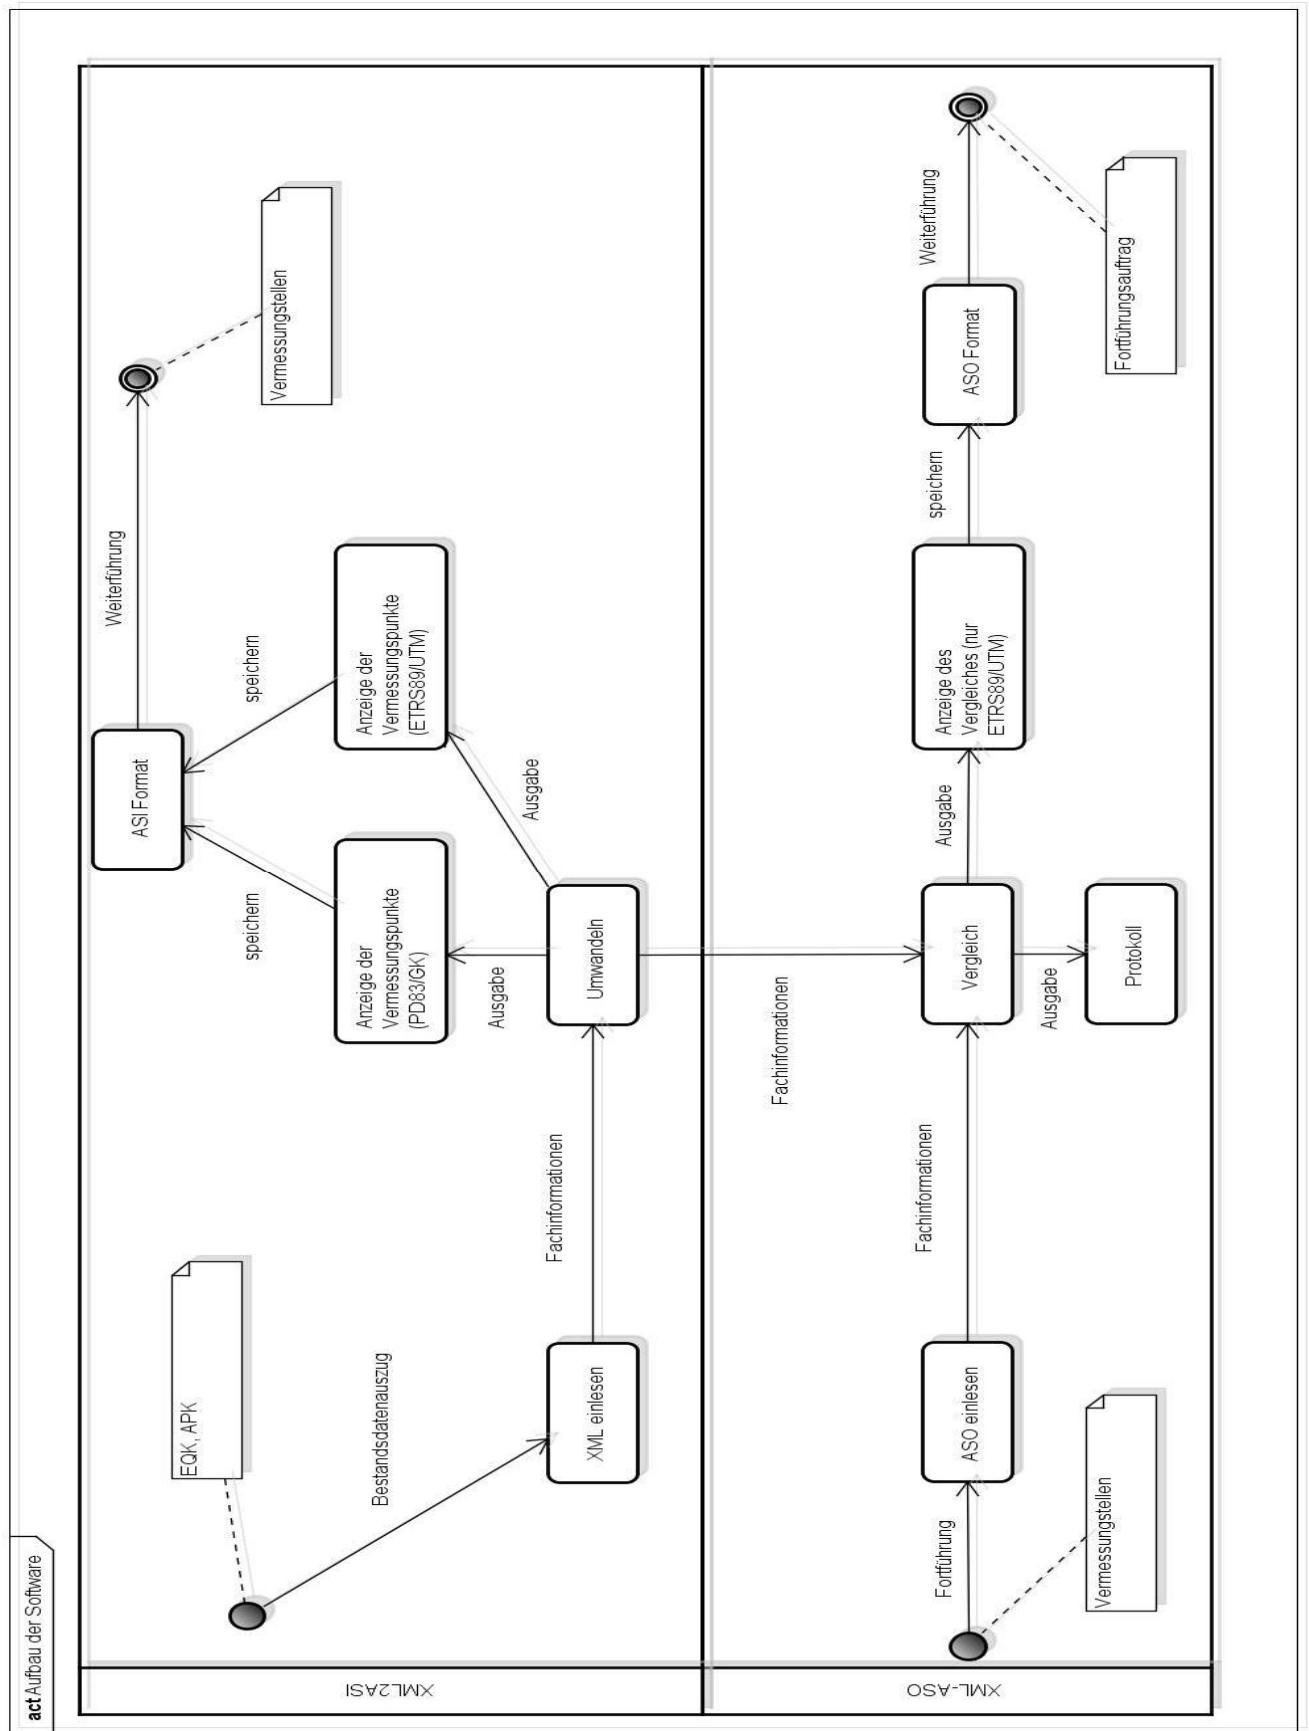 act Aufbau der Software
XML2ASI
EQK, APK
Bestandsdatenauszug
XML einlesen
Fachinformationen
Umwandeln
Ausgabe
Ausgabe
Anzeige der
Vermessungspunkte
(PD83/GK)
Anzeige der
Vermessungspunkte
(ETRS89/UTM)
speichern
speichern
ASI Format
Weiterführung
Vermessungstellen
Fachinformationen
XML-ASO
Vermessungstellen
Fortführung
ASO einlesen
Fachinformationen
Vergleich
Ausgabe
Protokoll
Ausgabe
Anzeige des
Vergleiches (nur
ETRS89/UTM)
speichern
ASO Format
Weiterführung
Fortführungsauftrag